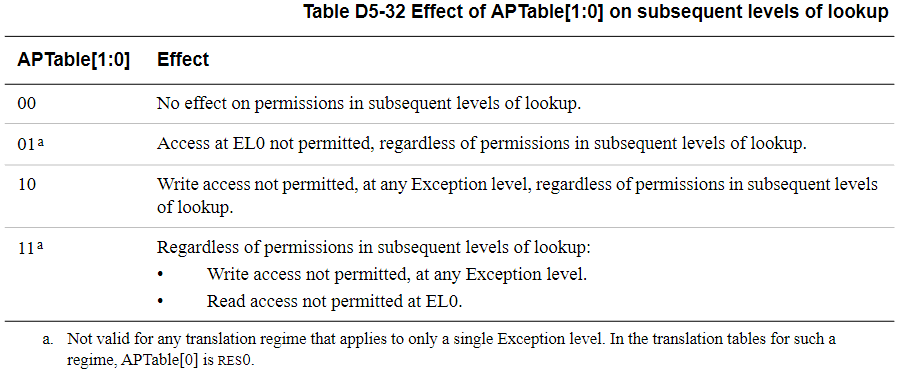 Table D5-32 Effect of APTable[1:0] on subsequent levels of lookup
APTable[1:0] Effect
00 No effect on permissions in subsequent levels of lookup.
01 a Access at EL0 not permitted, regardless of permissions in subsequent levels of lookup.
10 Write access not permitted, at any Exception level, regardless of permissions in subsequent levels
of lookup.
11 a Regardless of permissions in subsequent levels of lookup:
• Write access not permitted, at any Exception level.
• Read access not permitted at EL0.
a. Not valid for any translation regime that applies to only a single Exception level. In the translation tables for such a
regime, APTable[0] is RES0.